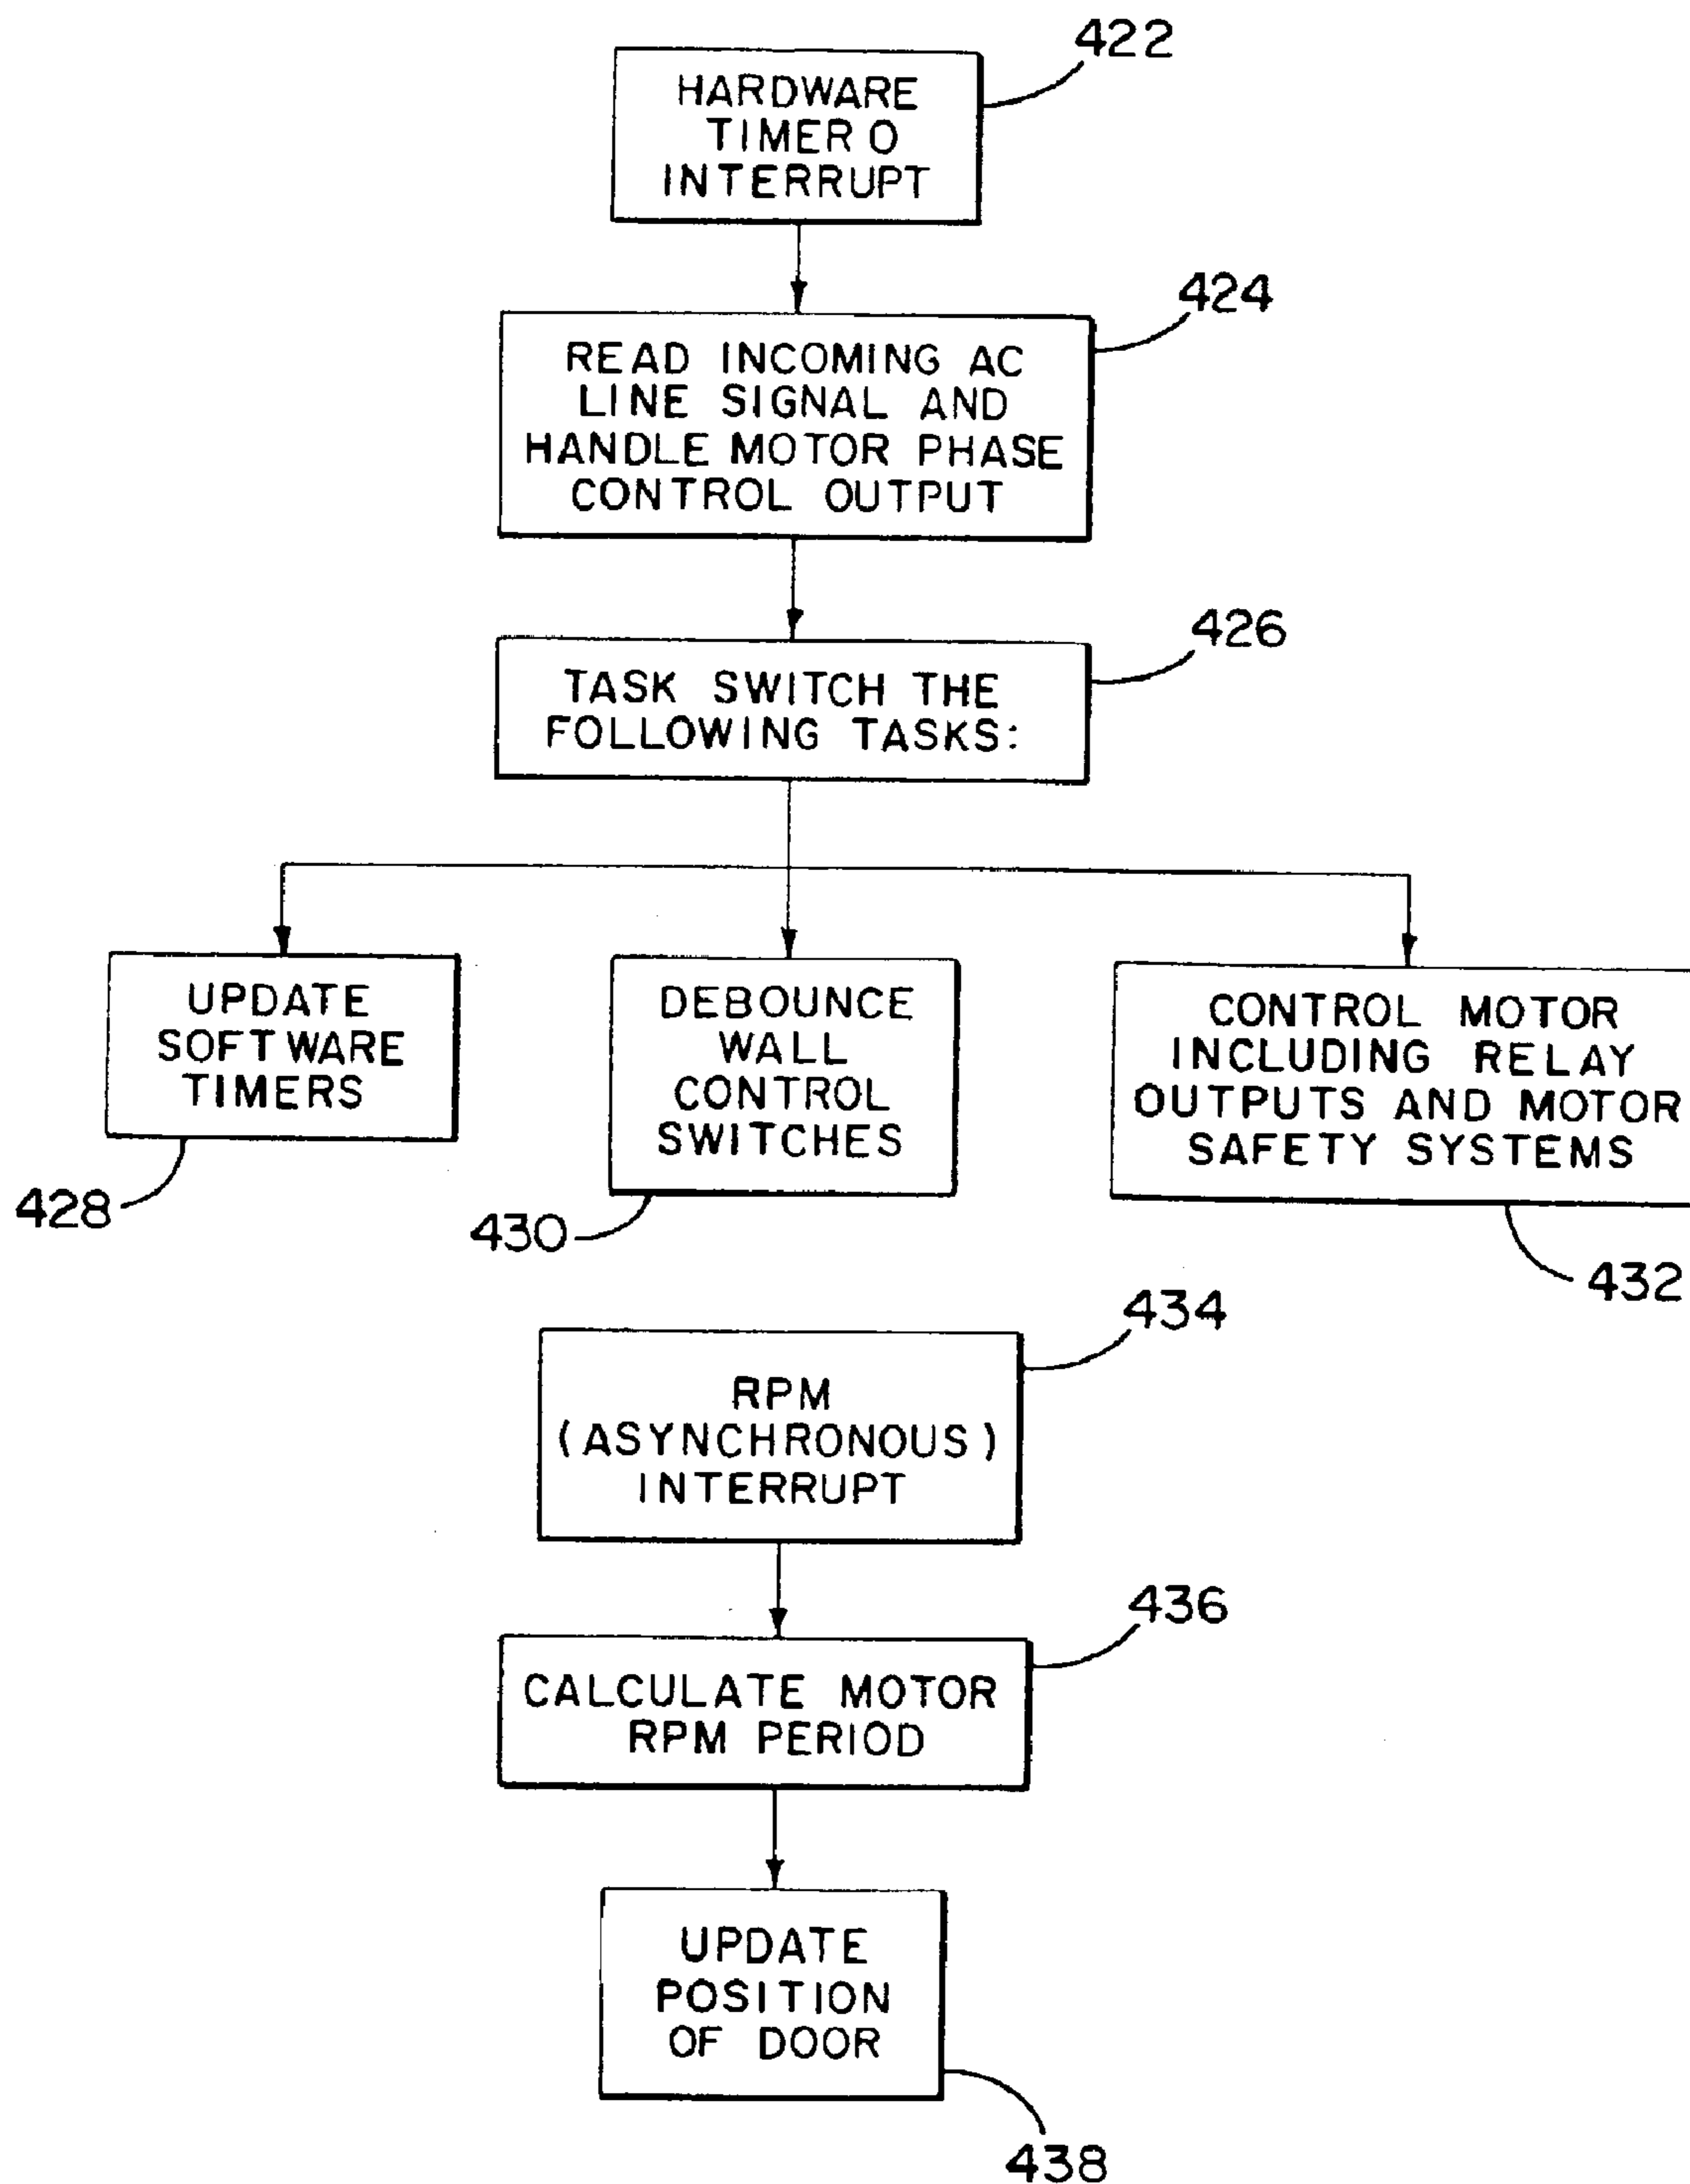 422
HARDWARE
TIMER 0
INTERRUPT
424
READ INCOMING AC
LINE SIGNAL AND
HANDLE MOTOR PHASE
CONTROL OUTPUT
426
TASK SWITCH THE
FOLLOWING TASKS:
UPDATE
SOFTWARE
TIMERS
428
DEBOUNCE
WALL
CONTROL
SWITCHES
430
CONTROL MOTOR
INCLUDING RELAY
OUTPUTS AND MOTOR
SAFETY SYSTEMS
432
434
RPM
(ASYNCHRONOUS)
INTERRUPT
436
CALCULATE MOTOR
RPM PERIOD
UPDATE
POSITION
OF DOOR
438